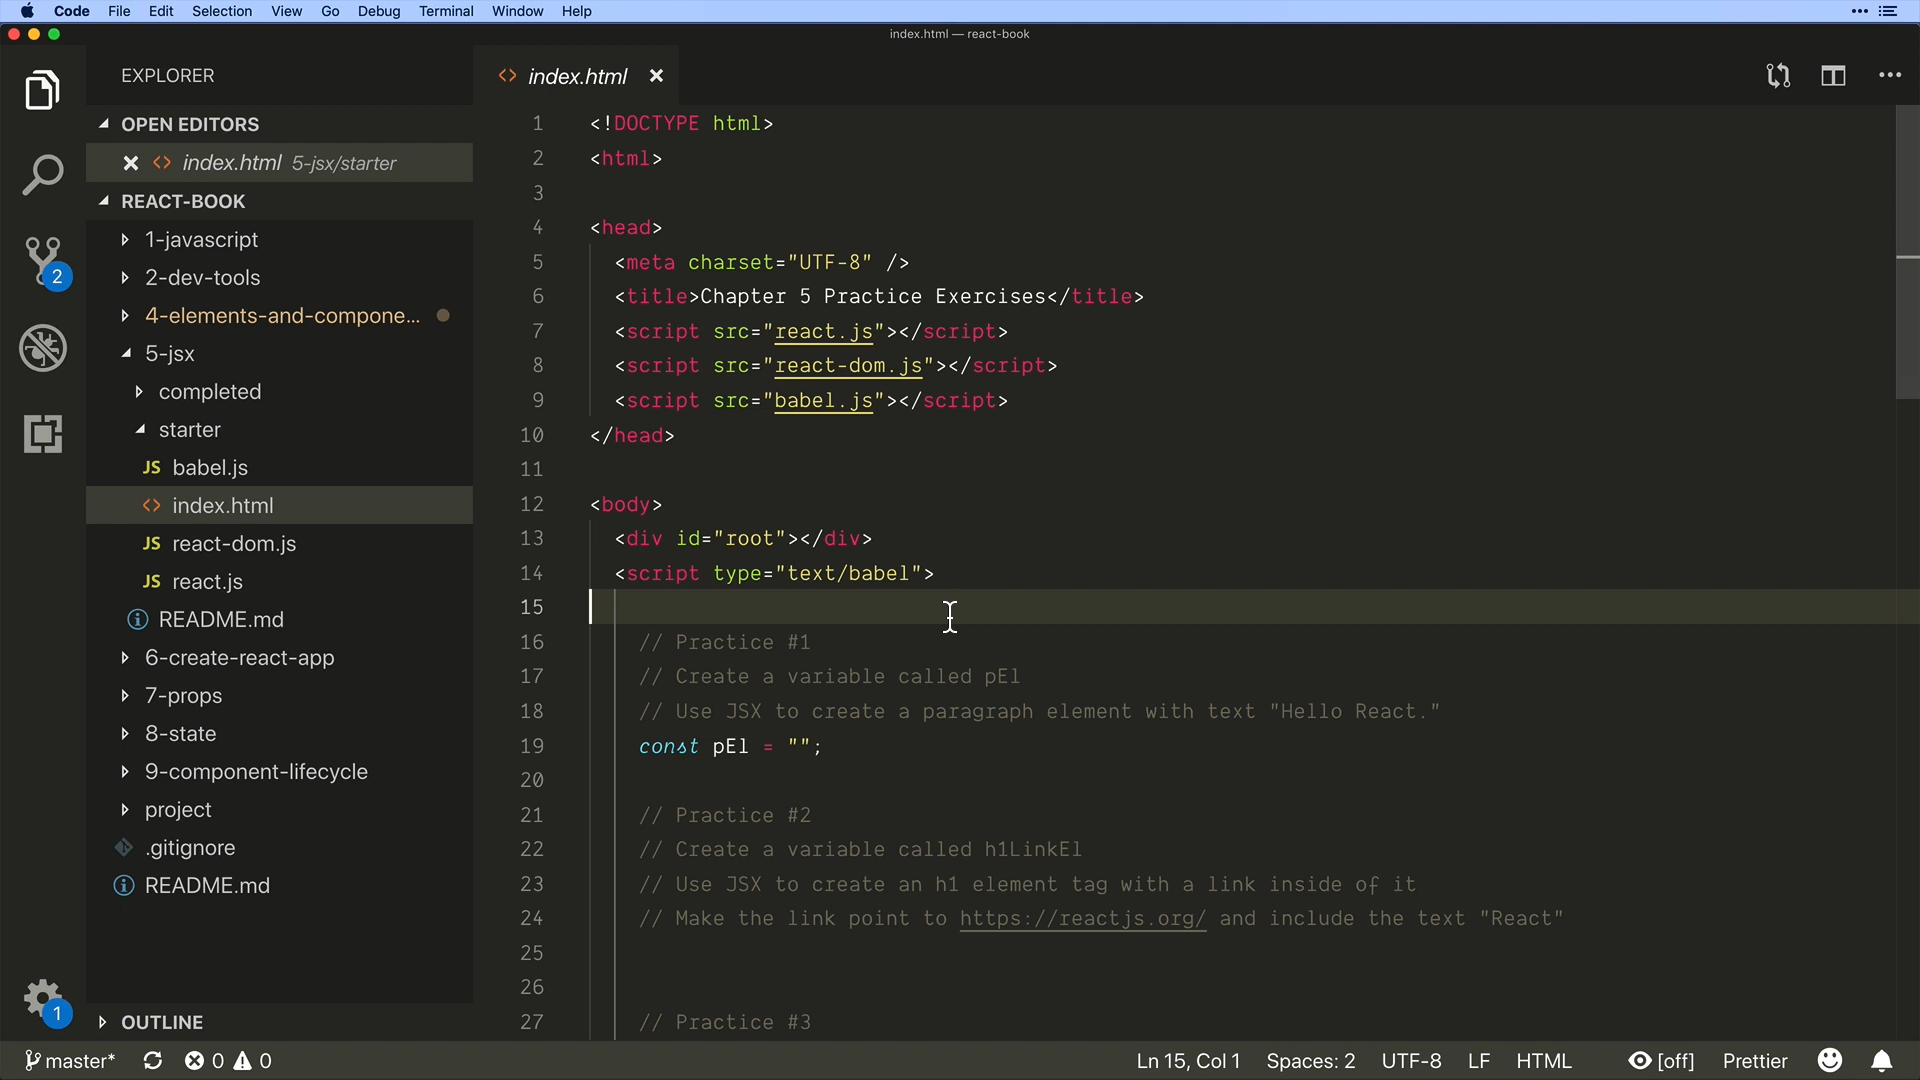 Code File Edit Selection View Go Debug Terminal Window Help
index.html — react-book
EXPLORER
index.html
OPEN EDITORS
index.html 5-jsx/starter
REACT-BOOK
1-javascript
2-dev-tools
4-elements-and-compone...
5-jsx
completed
starter
JS babel.js
index.html
JS react-dom.js
JS react.js
README.md
6-create-react-app
7-props
8-state
9-component-lifecycle
project
.gitignore
README.md
OUTLINE
2
1
1 <!DOCTYPE html>
2 <html>
3
4 <head>
5 <meta charset="UTF-8" />
6 <title>Chapter 5 Practice Exercises</title>
7 <script src="react.js"></script>
8 <script src="react-dom.js"></script>
9 <script src="babel.js"></script>
10 </head>
11
12 <body>
13 <div id="root"></div>
14 <script type="text/babel">
15
16 // Practice #1
17 // Create a variable called pEl
18 // Use JSX to create a paragraph element with text "Hello React."
19 const pEl = "";
20
21 // Practice #2
22 // Create a variable called h1LinkEl
23 // Use JSX to create an h1 element tag with a link inside of it
24 // Make the link point to https://reactjs.org/ and include the text "React"
25
26
27 // Practice #3
master* 0 0 Ln 15, Col 1 Spaces: 2 UTF-8 LF HTML [off] Prettier